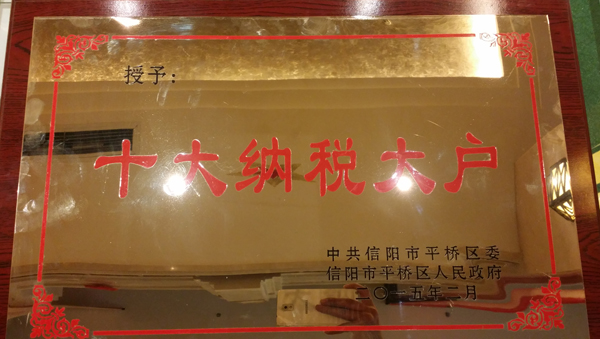 授予：
十大纳税大户
中共信阳市平桥区委
信阳市平桥区人民政府
二〇一五年二月